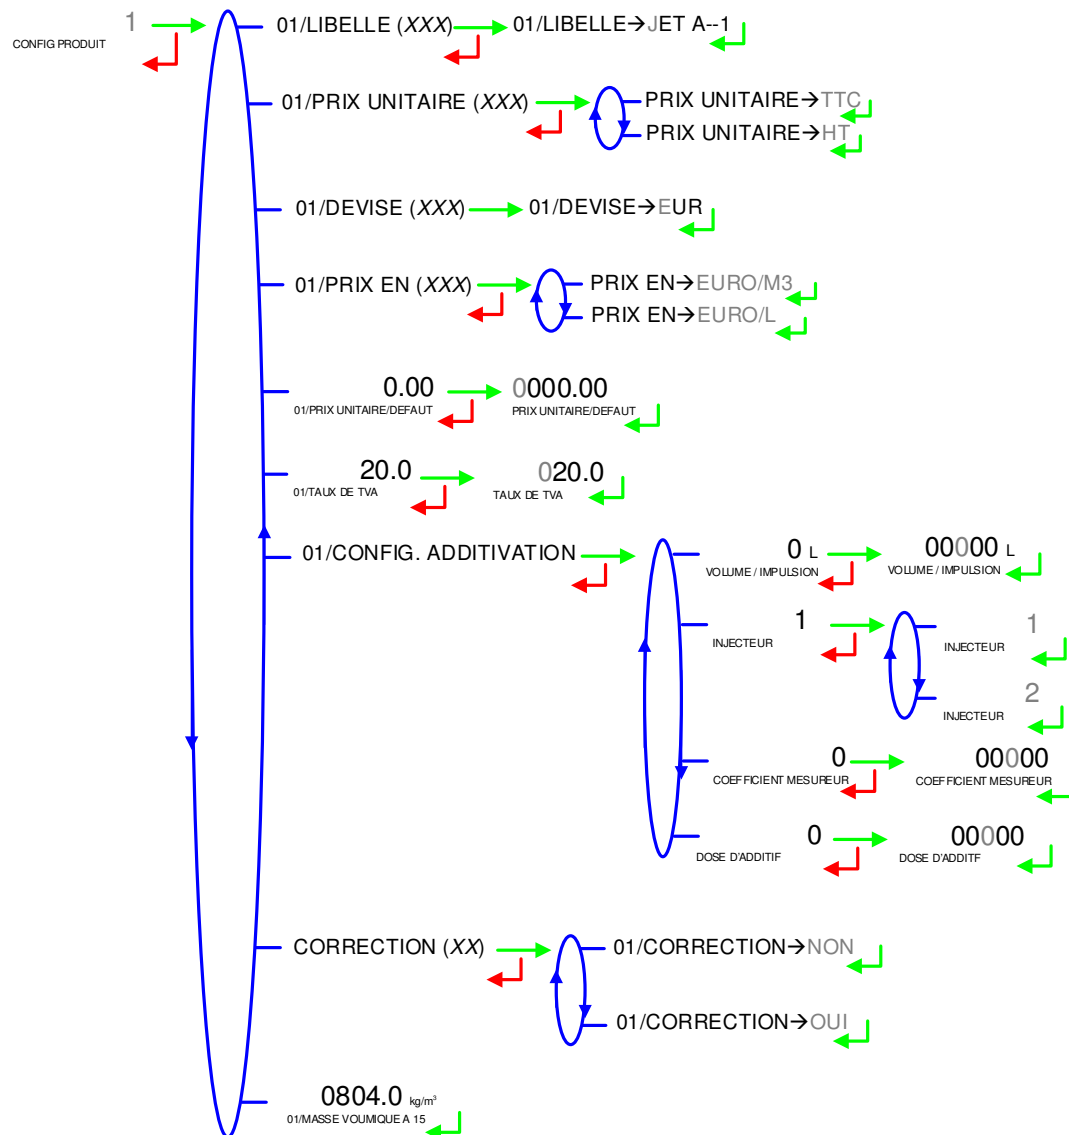 1
CONFIG PRODUIT
01/LIBELLE (XXX)
01/LIBELLE→JET A--1
01/PRIX UNITAIRE (XXX)
PRIX UNITAIRE→TTC
PRIX UNITAIRE→HT
01/DEVISE (XXX)
01/DEVISE→EUR
01/PRIX EN (XXX)
PRIX EN→EURO/M3
PRIX EN→EURO/L
0.00
01/PRIX UNITAIRE/DEFAUT
0000.00
PRIX UNITAIRE/DEFAUT
20.0
01/TAUX DE TVA
020.0
TAUX DE TVA
01/CONFIG. ADDITIVATION
0 L
VOLUME / IMPULSION
00000 L
VOLUME / IMPULSION
1
INJECTEUR
1
INJECTEUR
2
INJECTEUR
0
COEFFICIENT MESUREUR
00000
COEFFICIENT MESUREUR
0
DOSE D'ADDITIF
00000
DOSE D'ADDITF
CORRECTION (XX)
01/CORRECTION→NON
01/CORRECTION→OUI
0804.0 kg/m³
01/MASSE VOUMIQUE A 15